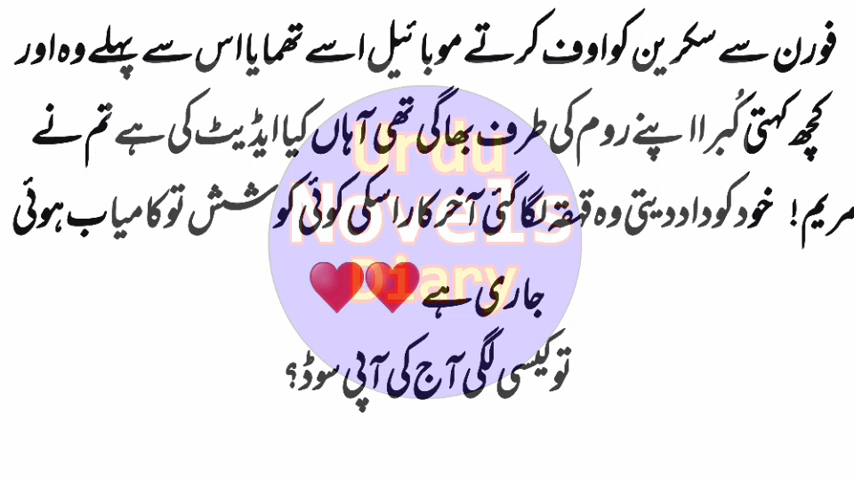 فورن سے سکرین کو اوف کرتے موبائیل اسے تھمایا اس سے پہلے وہ اور
کچھ کہتی کُبرا اپنے روم کی طرف بھاگی تھی آہاں کیا ایڈیٹ کی ہے تم نے
مریم! خود کو داد دیتی وہ قہقہ لگا گئی آخر کار اسکی کوئی کوشش تو کامیاب ہوئی
جاری ہے ♥♥
تو کیسی لگی آج کی آپی سوڈ؟
Urdu
Novels
Diary